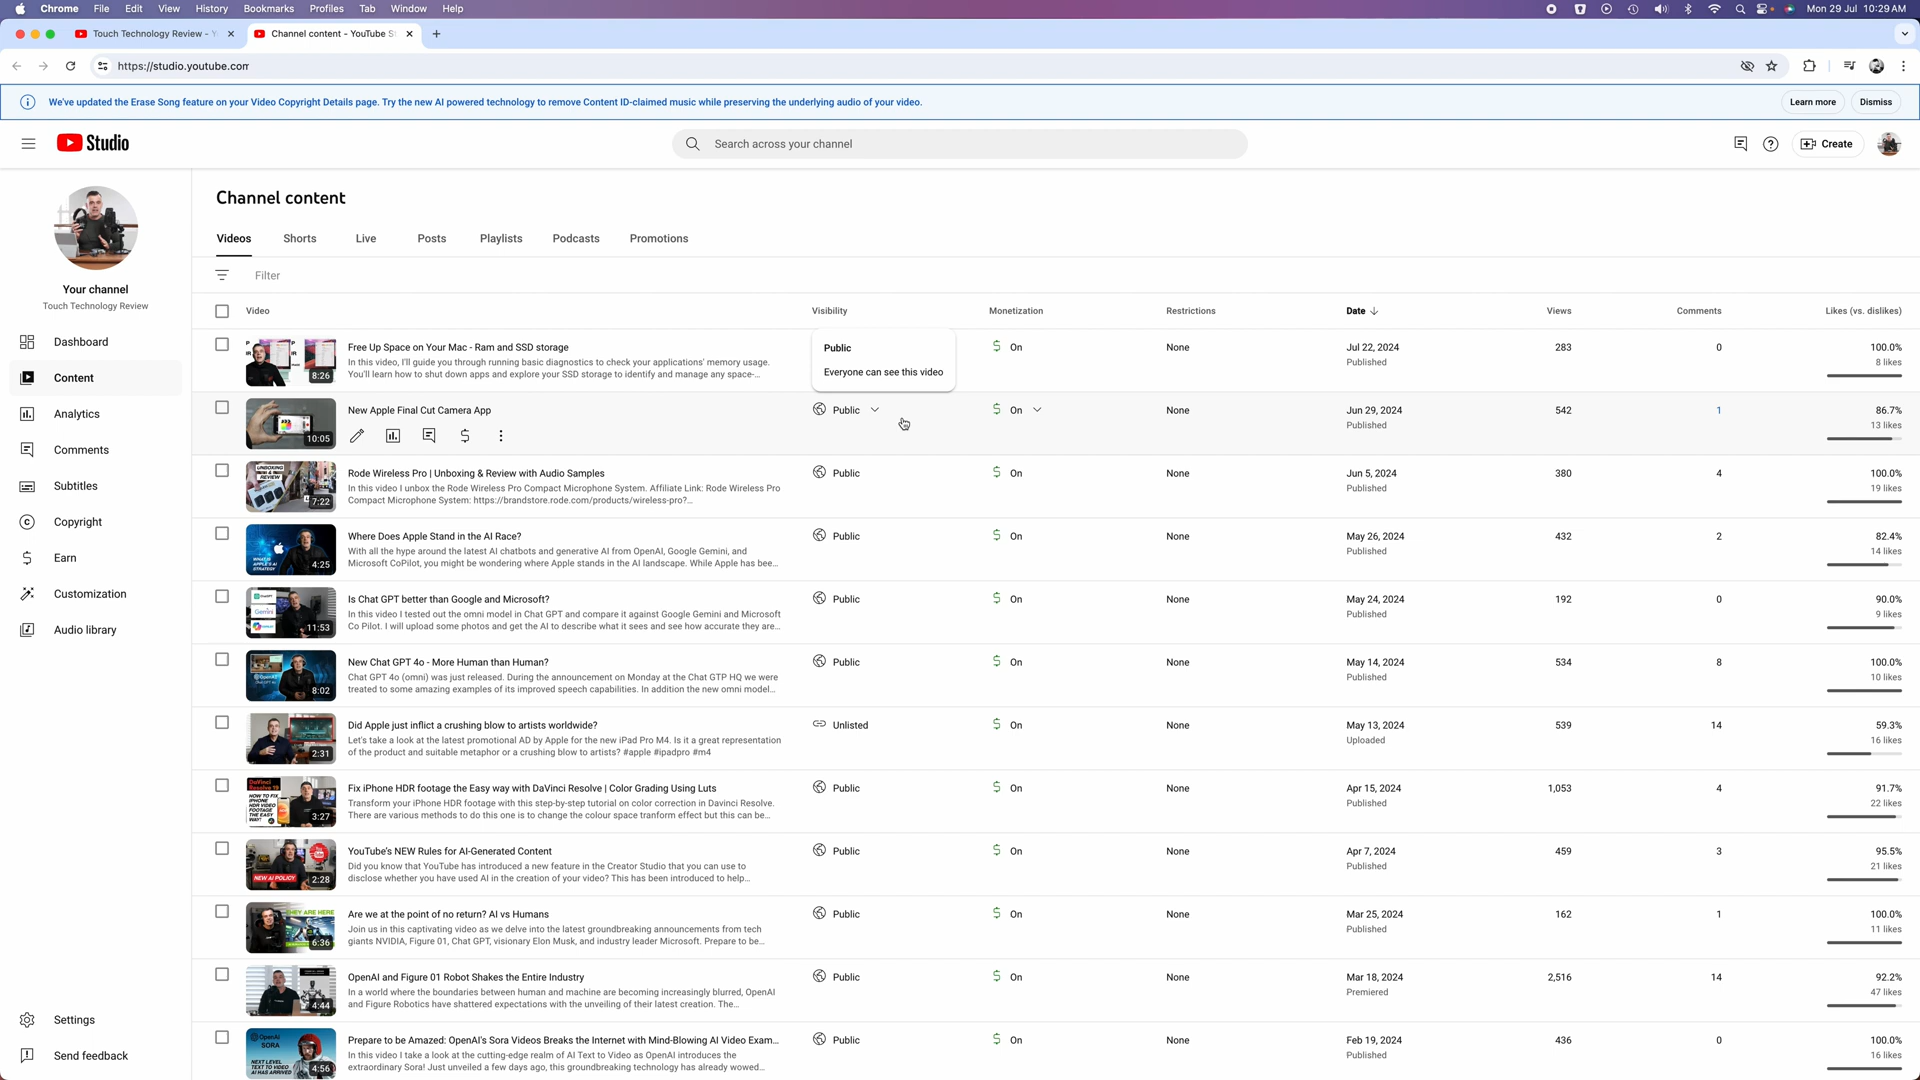 Chrome File Edit View History Bookmarks Profiles Tab Window Help Mon 29 Jul 10:29 AM
Touch Technology Review - Channel content - YouTube S
https://studio.youtube.com
We've updated the Erase Song feature on your Video Copyright Details page. Try the new AI powered technology to remove Content ID-claimed music while preserving the underlying audio of your video. Learn more Dismiss
Studio Search across your channel Create
Channel content
Videos Shorts Live Posts Playlists Podcasts Promotions
Filter
Your channel
Touch Technology Review
Dashboard
Content
Analytics
Comments
Subtitles
Copyright
Earn
Customization
Audio library
Settings
Send feedback
Video Visibility Monetization Restrictions Date Views Comments Likes (vs. dislikes)
Free Up Space on Your Mac - Ram and SSD storage On None Jul 22, 2024 283 0 100.0%
In this video, I'll guide you through running basic diagnostics to check your applications' memory usage. Published 8 likes
You'll learn how to shut down apps and explore your SSD storage to identify and manage any space-...
8:26
Public
Everyone can see this video
New Apple Final Cut Camera App Public On None Jun 29, 2024 542 1 86.7%
Published 13 likes
10:05
Rode Wireless Pro | Unboxing & Review with Audio Samples Public On None Jun 5, 2024 380 4 100.0%
In this video I unbox the Rode Wireless Pro Compact Microphone System. Affiliate Link: Rode Wireless Pro Published 19 likes
Compact Microphone System: https://brandstore.rode.com/products/wireless-pro?...
7:22
Where Does Apple Stand in the AI Race? Public On None May 26, 2024 432 2 82.4%
With all the hype around the latest AI chatbots and generative AI from OpenAI, Google Gemini, and Published 14 likes
Microsoft CoPilot, you might be wondering where Apple stands in the AI landscape. While Apple has bee...
4:25
Is Chat GPT better than Google and Microsoft? Public On None May 24, 2024 192 0 90.0%
In this video I tested out the omni model in Chat GPT and compare it against Google Gemini and Microsoft Published 9 likes
Co Pilot. I will upload some photos and get the AI to describe what it sees and see how accurate they are...
11:53
New Chat GPT 4o - More Human than Human? Public On None May 14, 2024 534 8 100.0%
Chat GPT 4o (omni) was just released. During the announcement on Monday at the Chat GTP HQ we were Published 10 likes
treated to some amazing examples of its improved speech capabilities. In addition the new omni model...
8:02
Did Apple just inflict a crushing blow to artists worldwide? Unlisted On None May 13, 2024 539 14 59.3%
Let's take a look at the latest promotional AD by Apple for the new iPad Pro M4. Is it a great representation Uploaded 16 likes
of the product and suitable metaphor or a crushing blow to artists? #apple #ipadpro #m4
2:31
Fix iPhone HDR footage the Easy way with DaVinci Resolve | Color Grading Using Luts Public On None Apr 15, 2024 1,053 4 91.7%
Transform your iPhone HDR footage with this step-by-step tutorial on color correction in Davinci Resolve. Published 22 likes
There are various methods to do this one is to change the colour space tranform effect but this can be...
3:27
YouTube's NEW Rules for AI-Generated Content Public On None Apr 7, 2024 459 3 95.5%
Did you know that YouTube has introduced a new feature in the Creator Studio that you can use to Published 21 likes
disclose whether you have used AI in the creation of your video? This has been introduced to help...
NEW AI POLICY 2:28
Are we at the point of no return? AI vs Humans Public On None Mar 25, 2024 162 1 100.0%
Join us in this captivating video as we delve into the latest groundbreaking announcements from tech Published 11 likes
giants NVIDIA, Figure 01, Chat GPT, visionary Elon Musk, and industry leader Microsoft. Prepare to be...
6:36
OpenAI and Figure 01 Robot Shakes the Entire Industry Public On None Mar 18, 2024 2,516 14 92.2%
In a world where the boundaries between human and machine are becoming increasingly blurred, OpenAI Premiered 47 likes
and Figure Robotics have shattered expectations with the unveiling of their latest creation. The...
4:44
Prepare to be Amazed: OpenAI's Sora Videos Breaks the Internet with Mind-Blowing AI Video Exam... Public On None Feb 19, 2024 436 0 100.0%
In this video I take a look at the cutting-edge realm of AI Text to Video as OpenAI introduces the Published 16 likes
extraordinary Sora! Just unveiled a few days ago, this groundbreaking technology has already wowed...
4:56